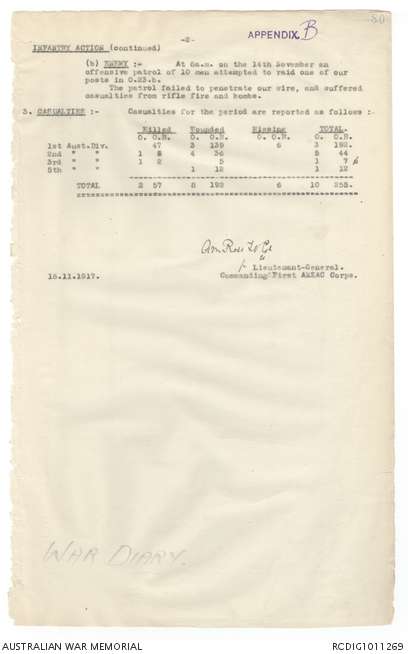 -2-
APPENDIX B
50
INFANTRY ACTION (continued)
(b) ENEMY :- At 6a.m. on the 14th November an
offensive patrol of 10 men attempted to raid one of our
posts in O.23.b.
The patrol failed to penetrate our wire, and suffered
casualties from rifle fire and bombs.
3. CASUALTIES :- Casualties for the period are reported as follows :-
Killed Wounded Missing TOTAL.
O. O.R. O. O.R. O. O.R. O. O.R.
1st Aust.Div. 47 3 139 6 3 192.
2nd " " 1 8 4 36 5 44
3rd " " 1 2 5 1 7
5th " " 1 12 1 12
TOTAL 2 57 8 192 6 10 255.
Lieutenant-General.
16.11.1917. Commanding First ANZAC Corps.
WAR DIARY.
AUSTRALIAN WAR MEMORIAL RCDIG1011269